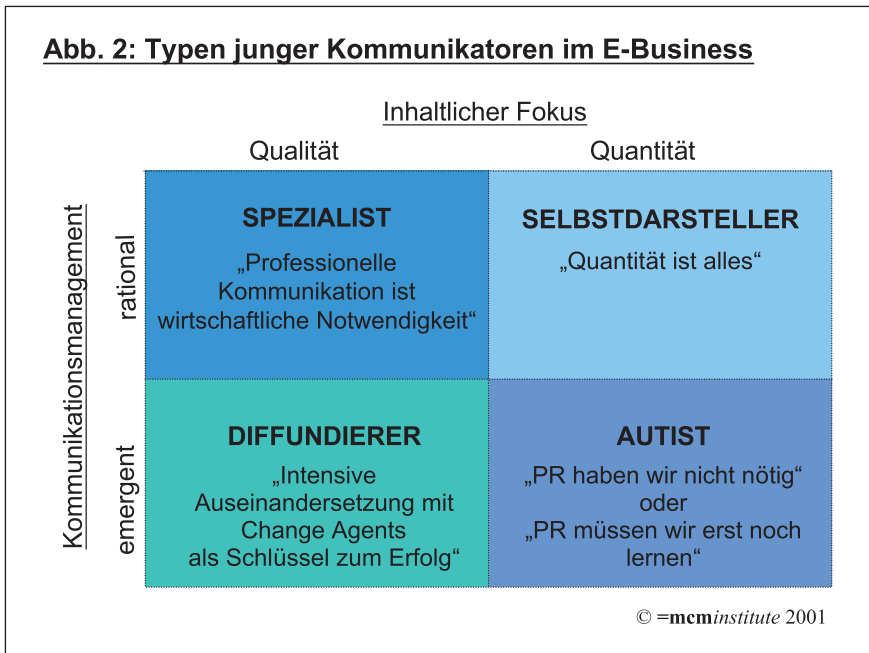 Abb. 2: Typen junger Kommunikatoren im E-Business
Inhaltlicher Fokus
Qualität
Quantität
Kommunikationsmanagement
rational
SPEZIALIST
„Professionelle
Kommunikation ist
wirtschaftliche Notwendigkeit“
SELBSTDARSTELLER
„Quantität ist alles“
emergent
DIFFUNDIERER
„Intensive
Auseinandersetzung mit
Change Agents
als Schlüssel zum Erfolg“
AUTIST
„PR haben wir nicht nötig“
oder
„PR müssen wir erst noch
lernen“
© =mcminstitute 2001